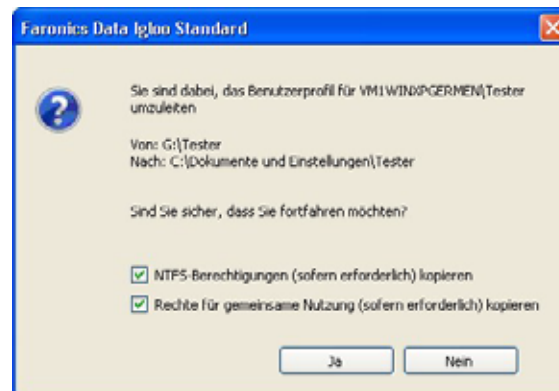 Faronics Data Igloo Standard
Sie sind dabei, das Benutzerprofil für VM1WINXPGERMEN\Tester
umzuleiten
Von: G:\Tester
Nach: C:\Dokumente und Einstellungen\Tester
Sind Sie sicher, dass Sie fortfahren möchten?
NTFS-Berechtigungen (sofern erforderlich) kopieren
Rechte für gemeinsame Nutzung (sofern erforderlich) kopieren
Ja
Nein